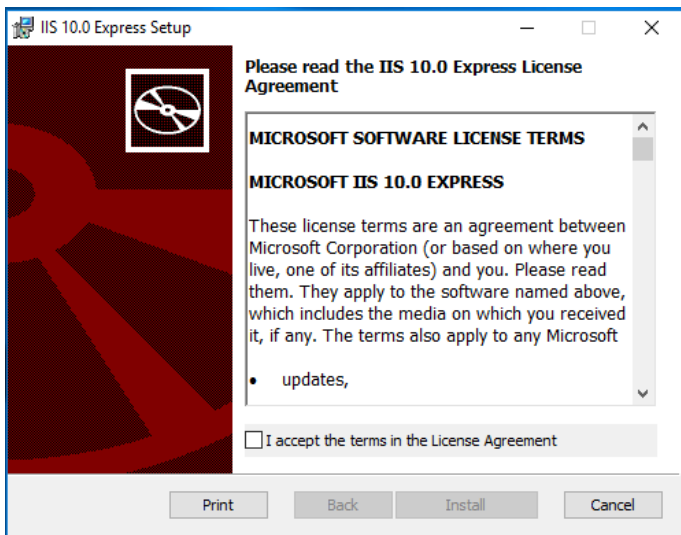 IIS 10.0 Express Setup
Please read the IIS 10.0 Express License
Agreement
MICROSOFT SOFTWARE LICENSE TERMS
MICROSOFT IIS 10.0 EXPRESS
These license terms are an agreement between
Microsoft Corporation (or based on where you
live, one of its affiliates) and you. Please read
them. They apply to the software named above,
which includes the media on which you received
it, if any. The terms also apply to any Microsoft
• updates,
I accept the terms in the License Agreement
Print Back Install Cancel